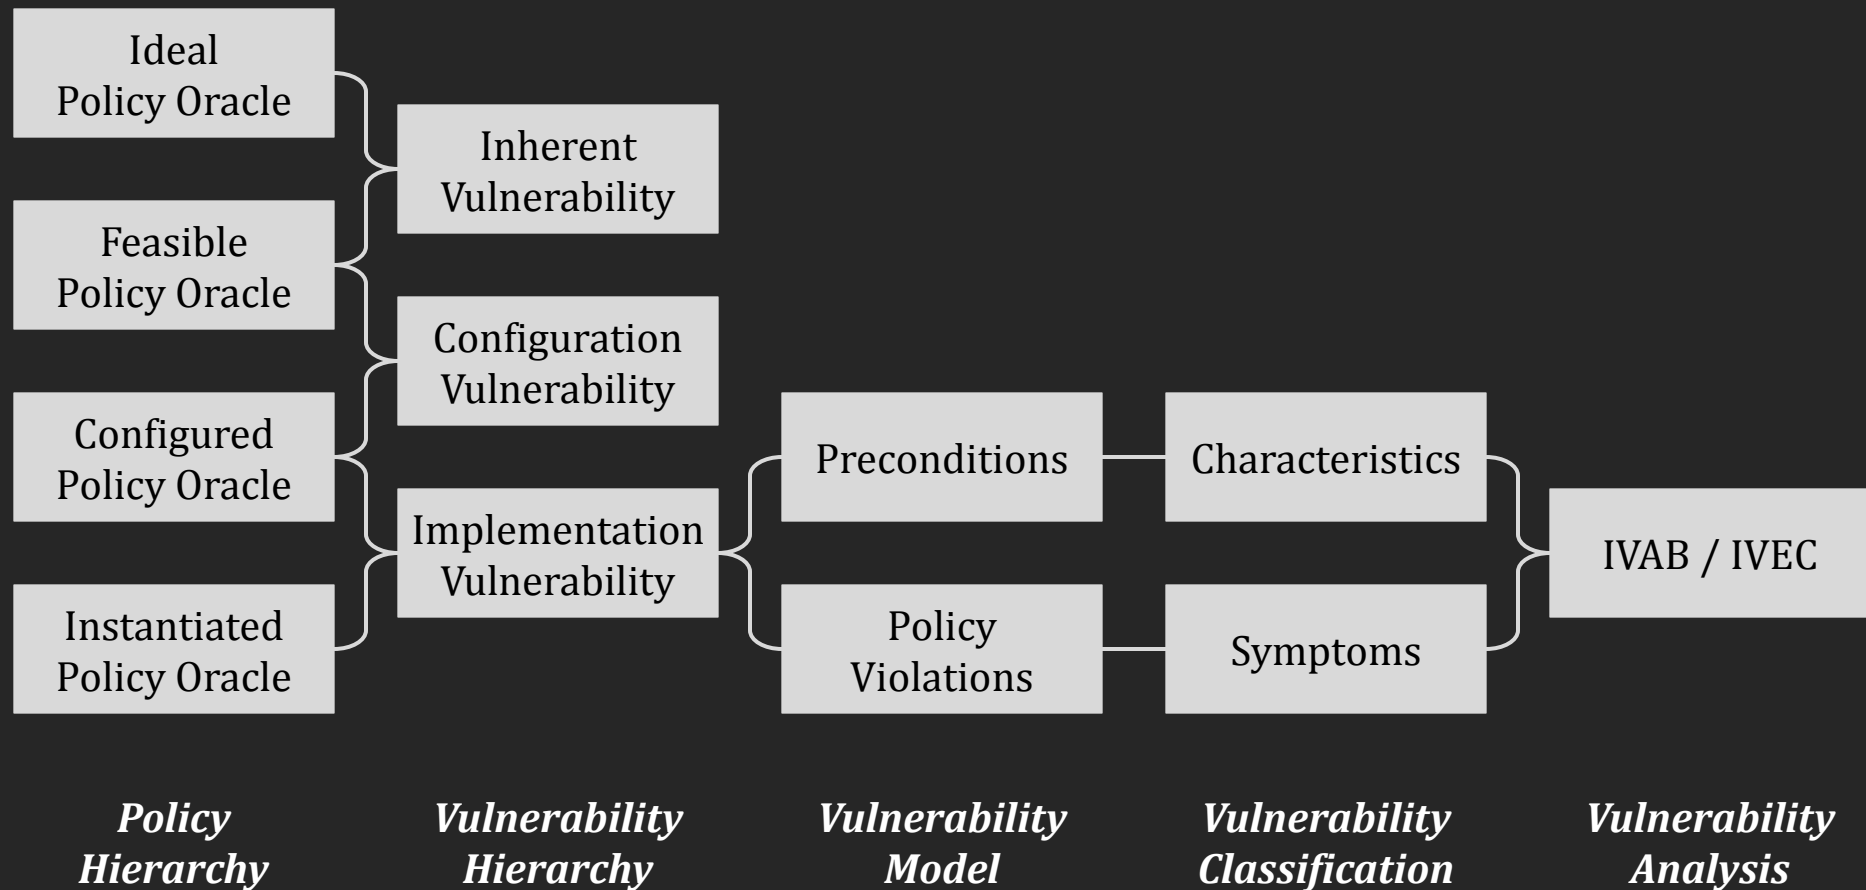 Ideal
Policy Oracle
Feasible
Policy Oracle
Configured
Policy Oracle
Instantiated
Policy Oracle
Inherent
Vulnerability
Configuration
Vulnerability
Implementation
Vulnerability
Preconditions
Policy
Violations
Characteristics
Symptoms
IVAB / IVEC
Policy
Hierarchy
Vulnerability
Hierarchy
Vulnerability
Model
Vulnerability
Classification
Vulnerability
Analysis